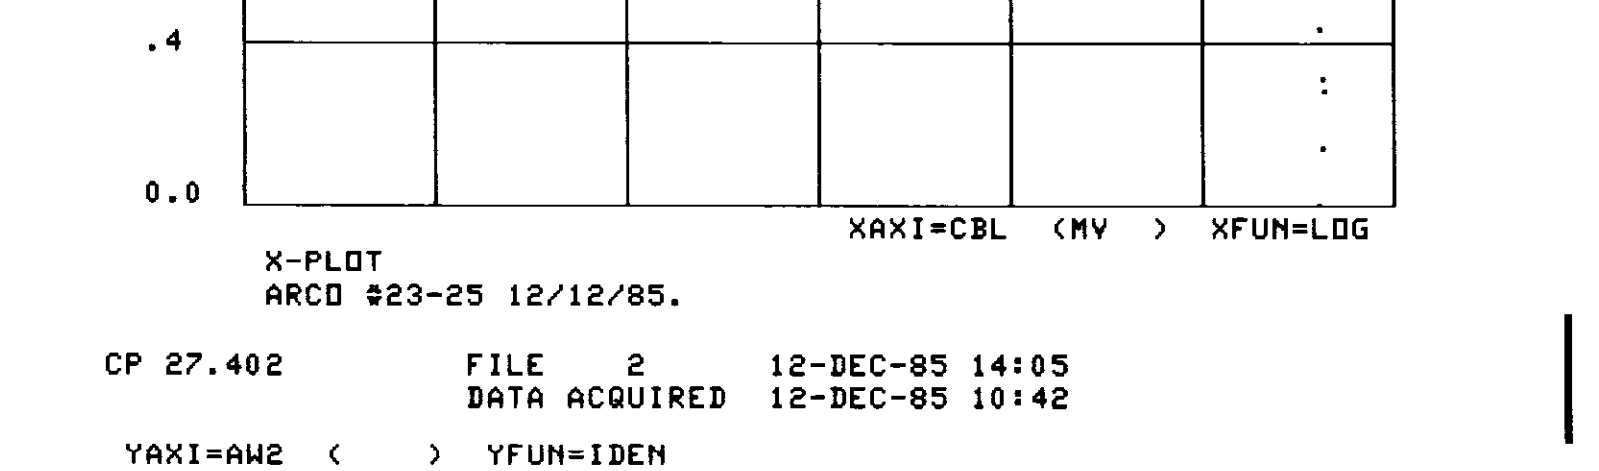 .4
0.0
XAXI=CBL (MV ) XFUN=LOG
X-PLOT
ARCO #23-25 12/12/85.
CP 27.402 FILE 2 12-DEC-85 14:05
DATA ACQUIRED 12-DEC-85 10:42
YAXI=AW2 ( ) YFUN=IDEN